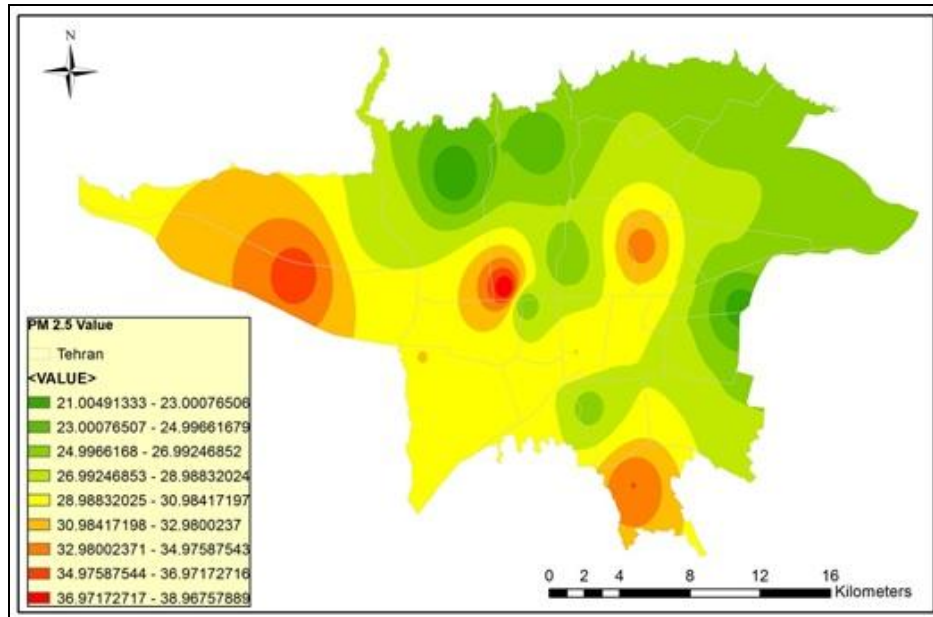 N
PM 2.5 Value
Tehran
<VALUE>
21.00491333 - 23.00076506
23.00076507 - 24.99661679
24.9966168 - 26.99246852
26.99246853 - 28.98832024
28.98832025 - 30.98417197
30.98417198 - 32.9800237
32.98002371 - 34.97587543
34.97587544 - 36.97172716
36.97172717 - 38.96757889
0 2 4 8 12 16
Kilometers